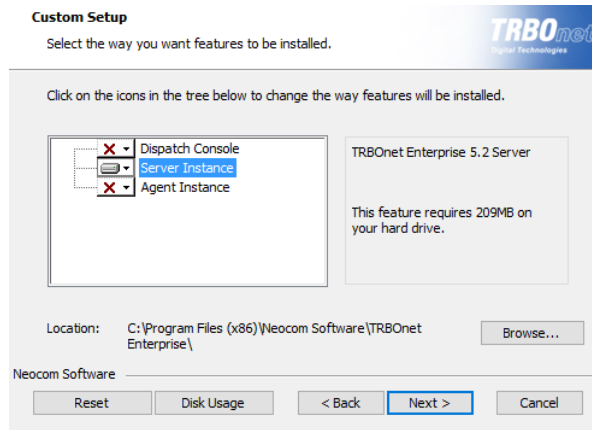 Custom Setup
Select the way you want features to be installed.
TRBOnet
Digital Technologies
Click on the icons in the tree below to change the way features will be installed.
Dispatch Console
Server Instance
Agent Instance
TRBOnet Enterprise 5.2 Server
This feature requires 209MB on
your hard drive.
Location:
C:\Program Files (x86)\Neocom Software\TRBOnet
Enterprise\
Browse...
Neocom Software
Reset
Disk Usage
< Back
Next >
Cancel